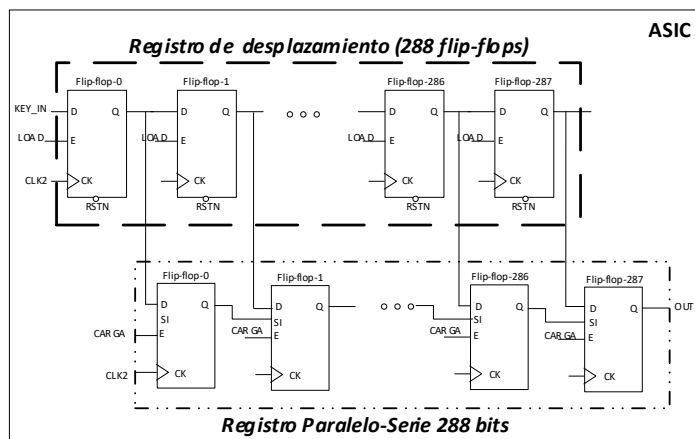 ASIC
Registro de desplazamiento (288 flip-flops)
Flip-flop-0
Flip-flop-1
Flip-flop-286
Flip-flop-287
KEY_IN
D
Q
D
Q
D
Q
D
Q
LOAD
E
LOAD
E
LOAD
E
LOAD
E
CLK2
CK
CK
CK
CK
RSTN
RSTN
RSTN
RSTN
Flip-flop-0
Flip-flop-1
Flip-flop-286
Flip-flop-287
D
Q
D
Q
D
Q
D
Q
OUT
SI
SI
SI
SI
CARGA
E
CARGA
E
CARGA
E
CARGA
E
CLK2
CK
CK
CK
CK
Registro Paralelo-Serie 288 bits